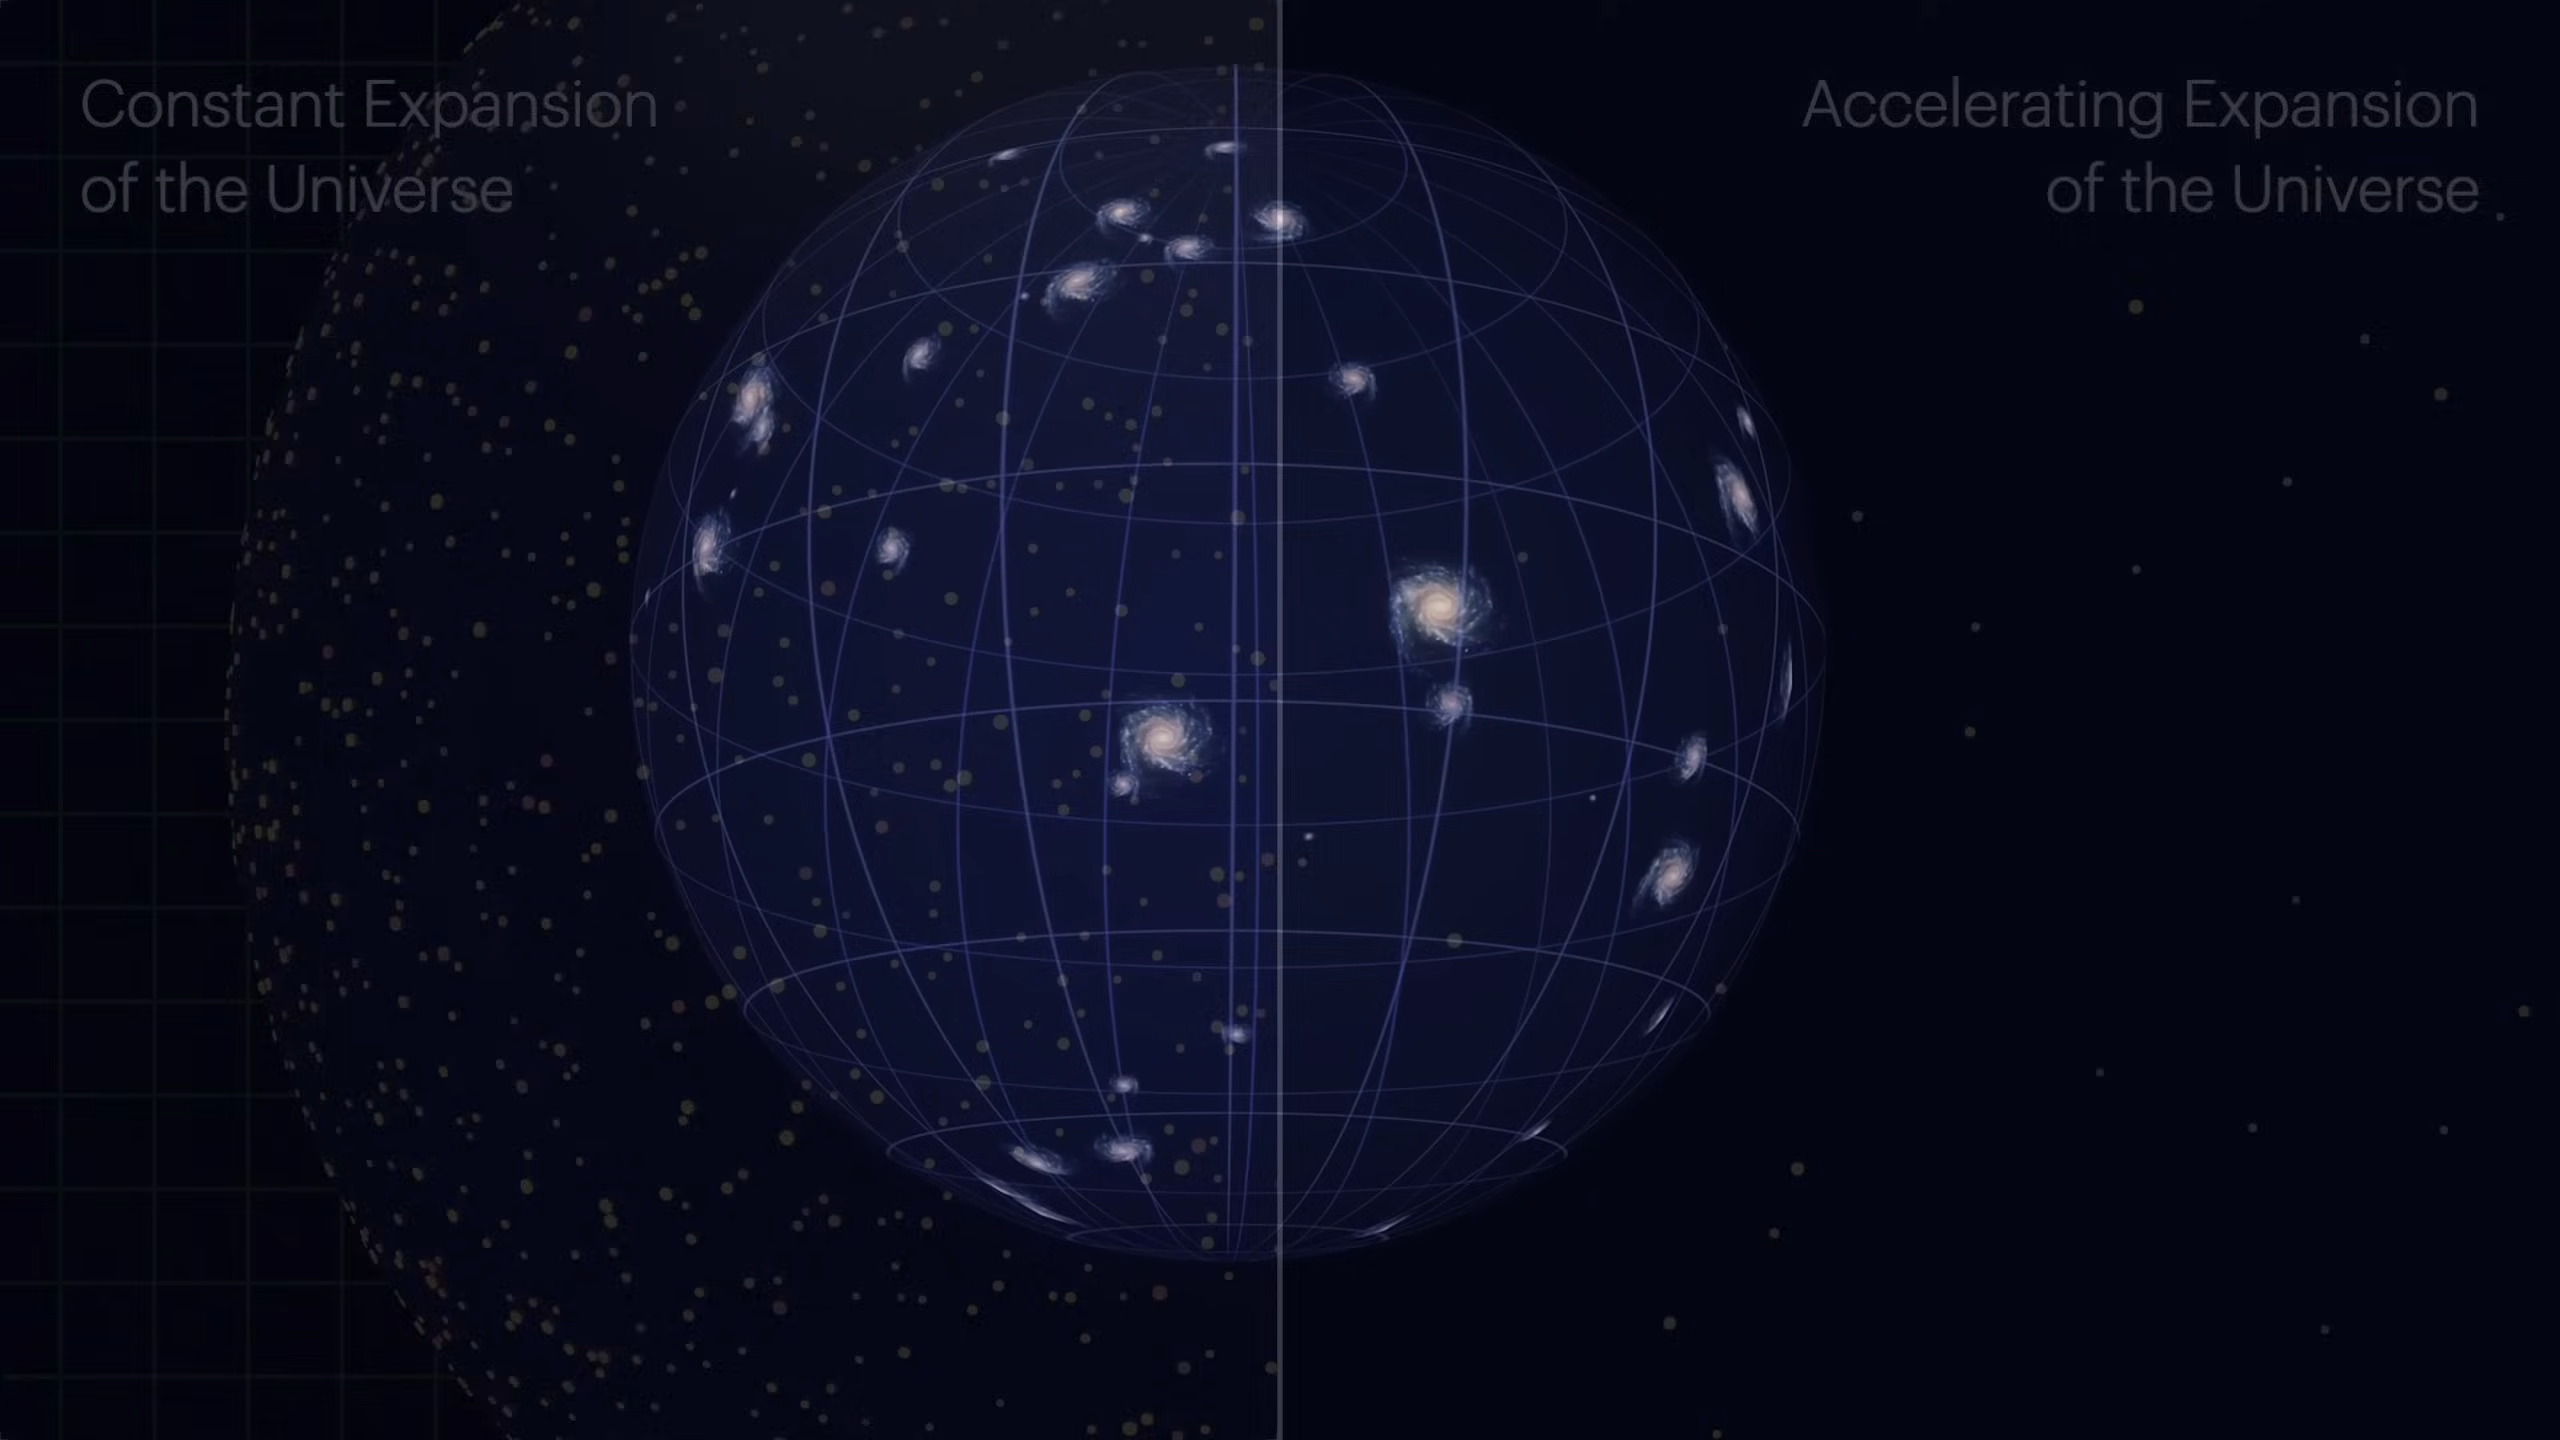 Constant Expansion
of the Universe
Accelerating Expansion
of the Universe